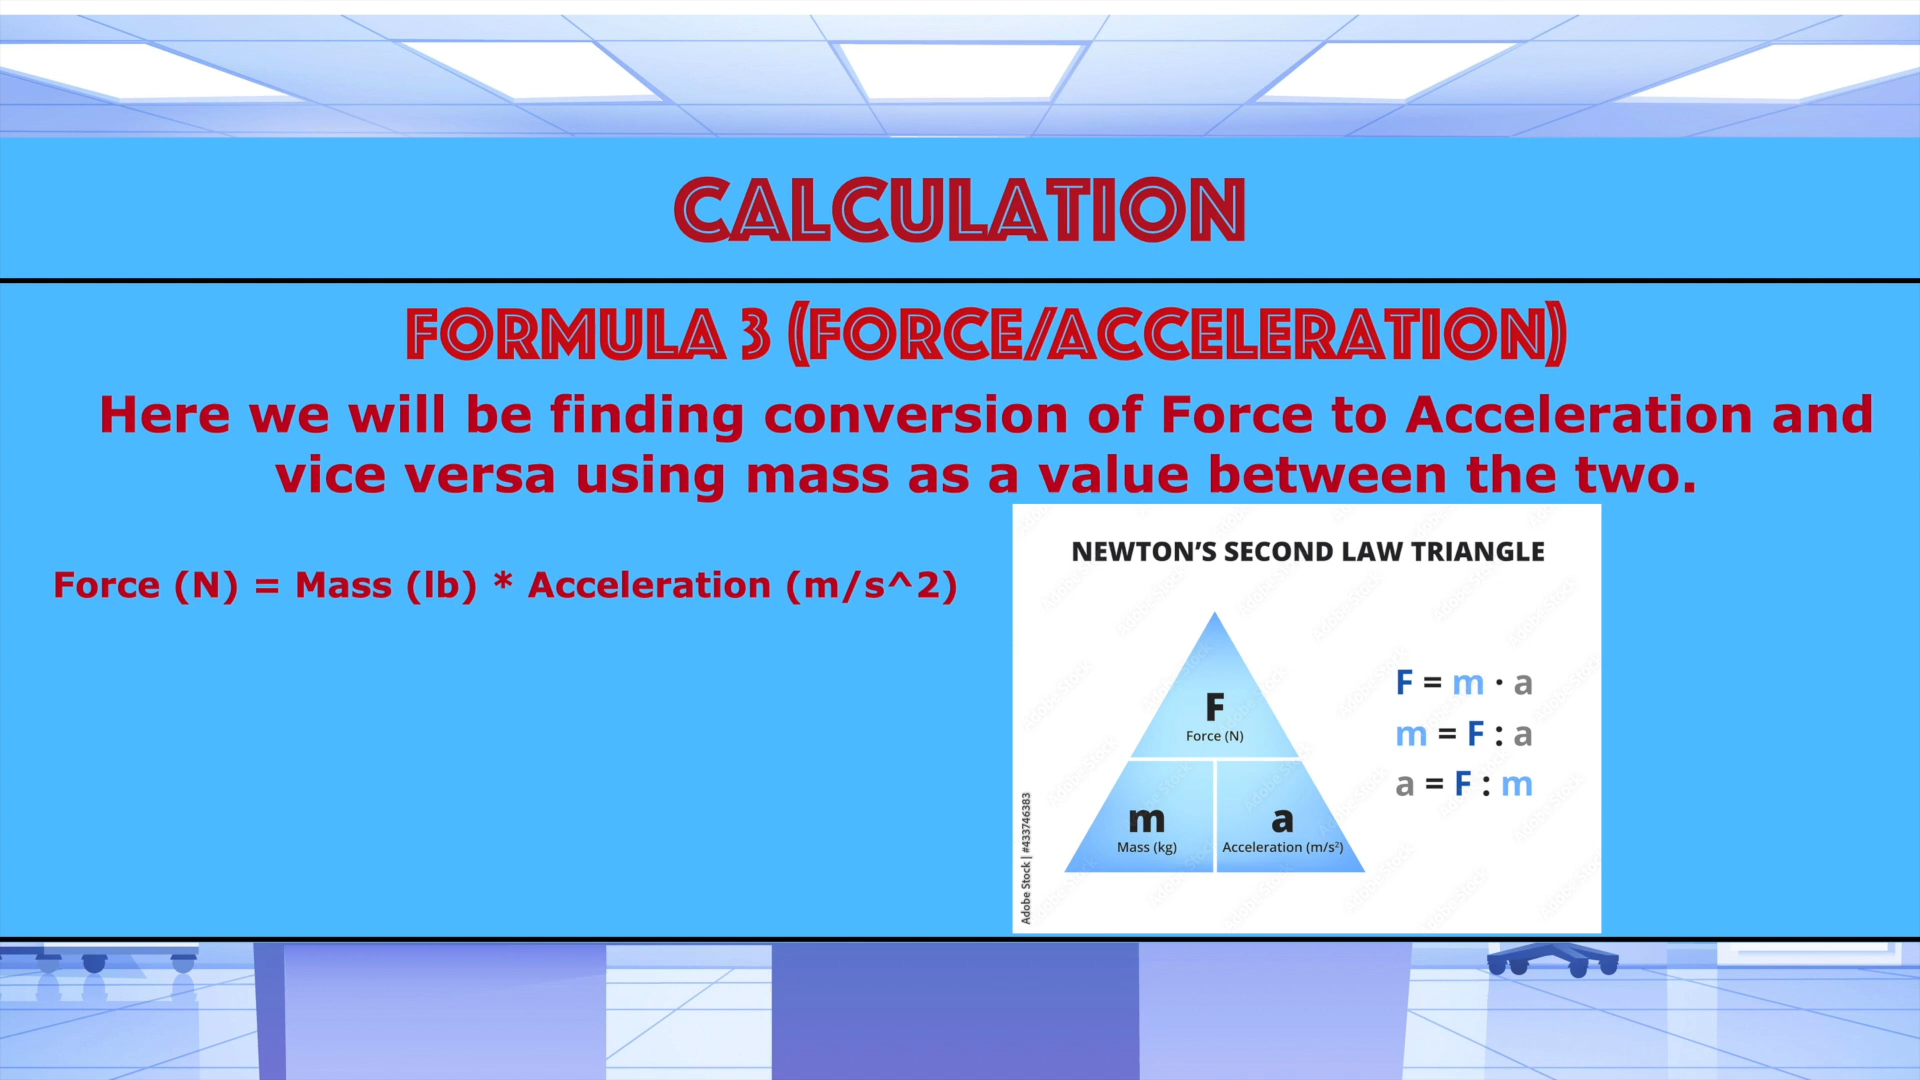 CALCULATION
FORMULA 3 (FORCE/ACCELERATION)
Here we will be finding conversion of Force to Acceleration and
vice versa using mass as a value between the two.
Force (N) = Mass (lb) * Acceleration (m/s^2)
NEWTON'S SECOND LAW TRIANGLE
F
Force (N)
m
Mass (kg)
a
Acceleration (m/s²)
F = m · a
m = F : a
a = F : m
Adobe Stock | #433746383